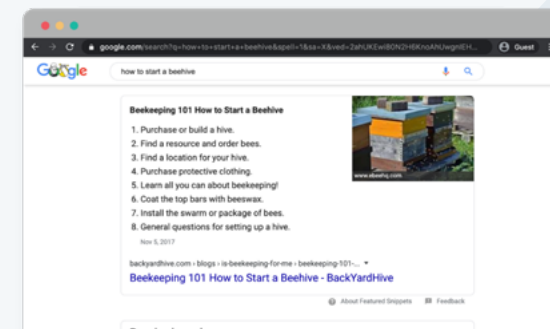 google.com/search?q=how+to+start+a+beehive&spell=1&sa=X&ved=2ahUKEwi80N2H6KnoAhUwgnIEH...
Guest
Google
how to start a beehive
Beekeeping 101 How to Start a Beehive
1. Purchase or build a hive.
2. Find a resource and order bees.
3. Find a location for your hive.
4. Purchase protective clothing.
5. Learn all you can about beekeeping!
6. Coat the top bars with beeswax.
7. Install the swarm or package of bees.
8. General questions for setting up a hive.
Nov 5, 2017
www.ebeehq.com
backyardhive.com › blogs › is-beekeeping-for-me › beekeeping-101-...
Beekeeping 101 How to Start a Beehive - BackYardHive
About Featured Snippets
Feedback